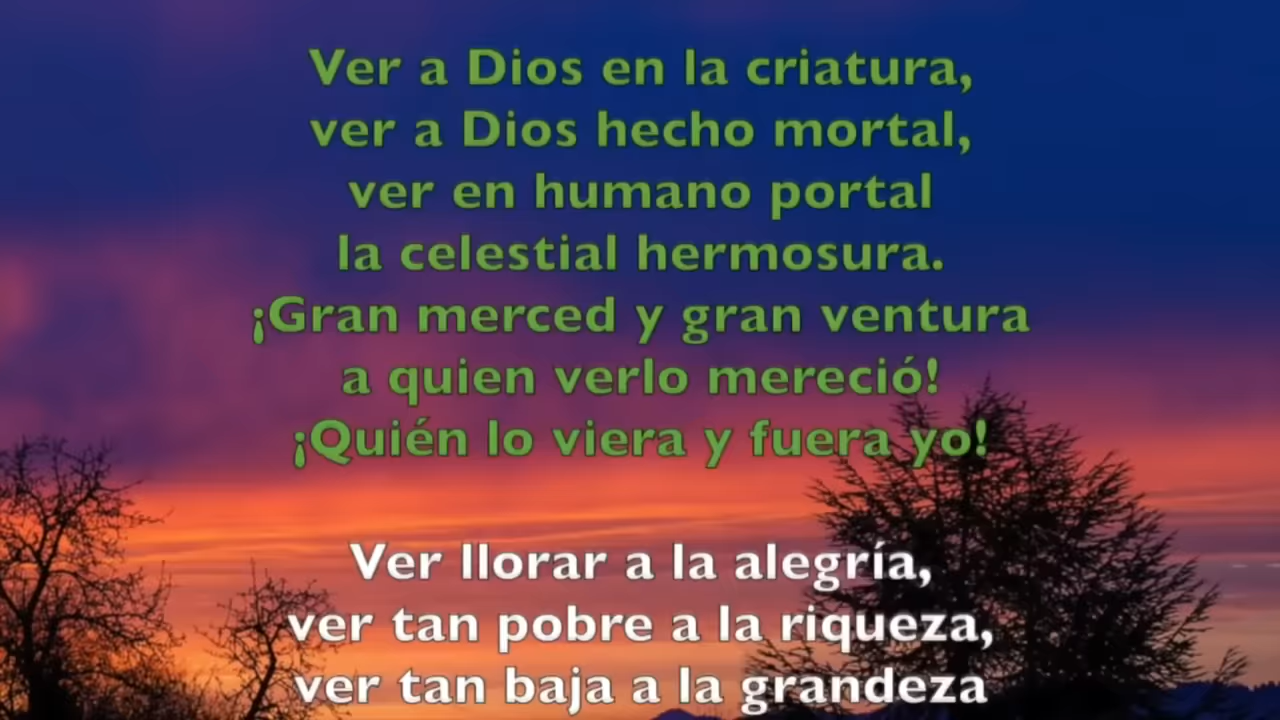 Ver a Dios en la criatura,
ver a Dios hecho mortal,
ver en humano portal
la celestial hermosura.
¡Gran merced y gran ventura
a quien verlo mereció!
¡Quién lo viera y fuera yo!
Ver llorar a la alegría,
ver tan pobre a la riqueza,
ver tan baja a la grandeza